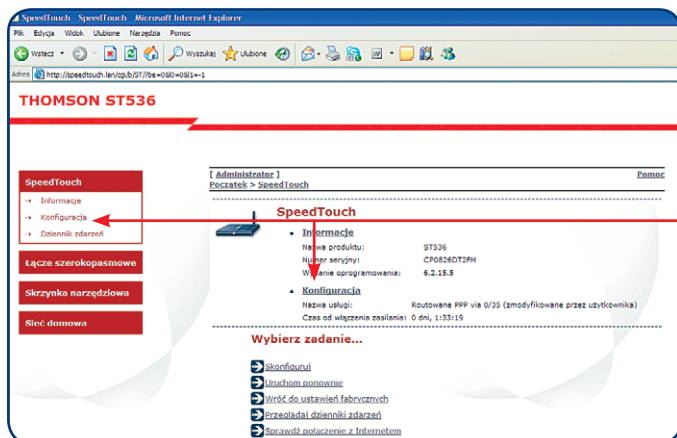 SpeedTouch - SpeedTouch - Microsoft Internet Explorer
Plik Edycja Widok Ulubione Narzędzia Pomoc
Wstecz Wyszukaj Ulubione
Adres http://speedtouch.lan/cgi/b/ST/?be=0&l0=0&l1=-1
THOMSON ST536
SpeedTouch
Informacje
Konfiguracja
Dziennik zdarzeń
Łącze szerokopasmowe
Skrzynka narzędziowa
Sieć domowa
[ Administrator ] Pomoc
Początek > SpeedTouch
SpeedTouch
• Informacje
Nazwa produktu: ST536
Numer seryjny: CP0826DT2FH
Wydanie oprogramowania: 6.2.15.5
• Konfiguracja
Nazwa usługi: Routowane PPP via 0/35 (zmodyfikowane przez użytkownika)
Czas od włączenia zasilania: 0 dni, 1:33:19
Wybierz zadanie...
Skonfiguruj
Uruchom ponownie
Wróć do ustawień fabrycznych
Przeglądaj dzienniki zdarzeń
Sprawdź połączenie z Internetem